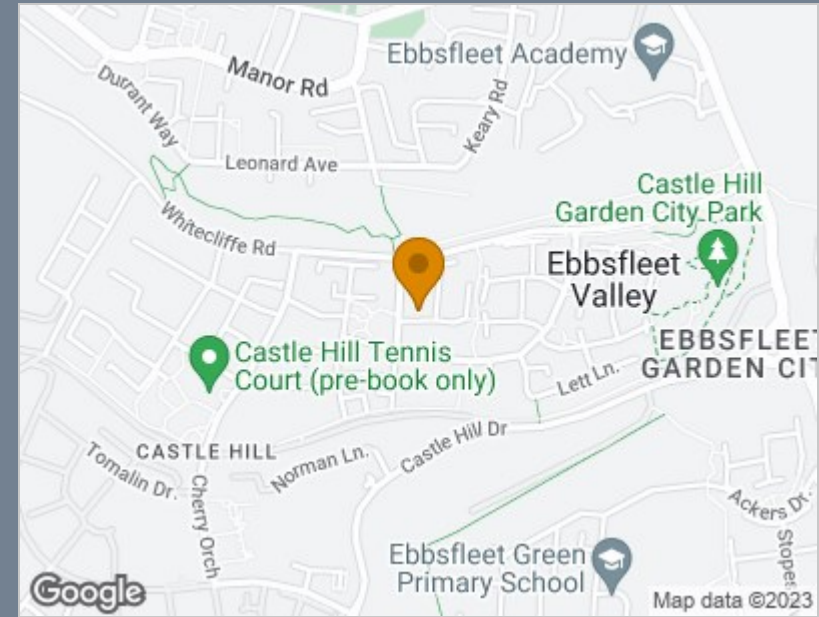 Ebbsfleet Academy
Manor Rd
Durrant Way
Keary Rd
Leonard Ave
Castle Hill
Garden City Park
Whitecliffe Rd
Ebbsfleet
Valley
EBBSFLEET
GARDEN CIT
Castle Hill Tennis
Court (pre-book only)
Lett Ln.
CASTLE HILL
Castle Hill Dr
Norman Ln.
Tomalin Dr.
Cherry Orch
Ackers Dr.
Stopes
Ebbsfleet Green
Primary School
Google
Map data ©2023